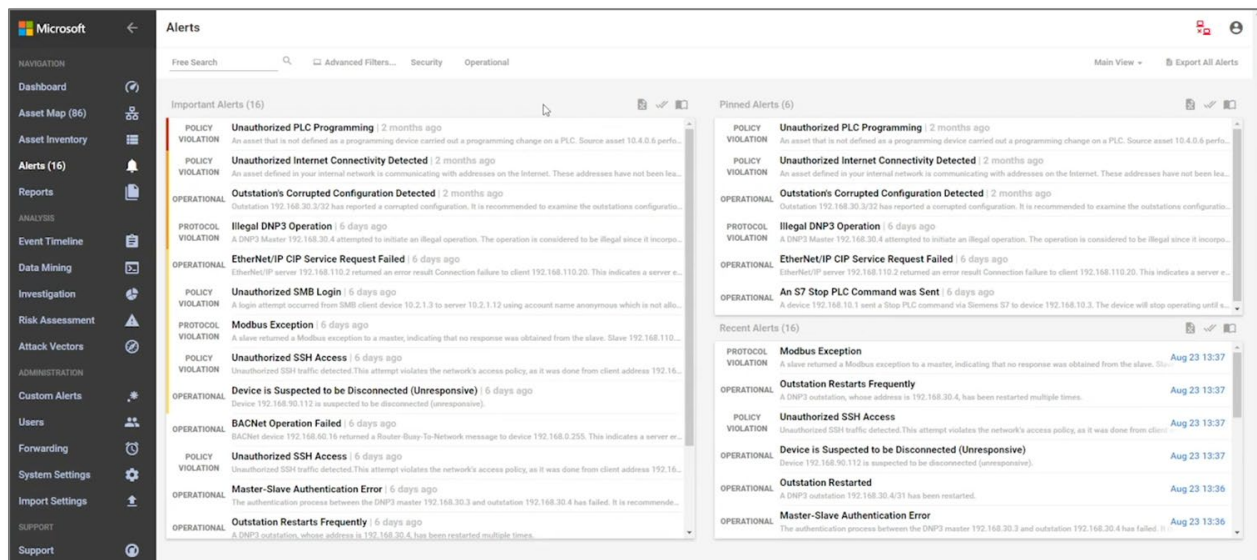 Microsoft
Alerts
NAVIGATION
Dashboard
Asset Map (86)
Asset Inventory
Alerts (16)
Reports
ANALYSIS
Event Timeline
Data Mining
Investigation
Risk Assessment
Attack Vectors
ADMINISTRATION
Custom Alerts
Users
Forwarding
System Settings
Import Settings
SUPPORT
Support
Free Search
Advanced Filters...
Security
Operational
Main View
Export All Alerts
Important Alerts (16)
POLICY VIOLATION
Unauthorized PLC Programming | 2 months ago
An asset that is not defined as a programming device carried out a programming change on a PLC. Source asset 10.4.0.6 perfo...
POLICY VIOLATION
Unauthorized Internet Connectivity Detected | 2 months ago
An asset defined in your internal network is communicating with addresses on the Internet. These addresses have not been lea...
OPERATIONAL
Outstation's Corrupted Configuration Detected | 2 months ago
Outstation 192.168.30.3/32 has reported a corrupted configuration. It is recommended to examine the outstations configuratio...
PROTOCOL VIOLATION
Illegal DNP3 Operation | 6 days ago
A DNP3 Master 192.168.30.4 attempted to initiate an illegal operation. The operation is considered to be illegal since it incorpo...
OPERATIONAL
EtherNet/IP CIP Service Request Failed | 6 days ago
EtherNet/IP server 192.168.110.2 returned an error result Connection failure to client 192.168.110.20. This indicates a server e...
POLICY VIOLATION
Unauthorized SMB Login | 6 days ago
A login attempt occurred from SMB client device 10.2.1.3 to server 10.2.1.12 using account name anonymous which is not allo...
PROTOCOL VIOLATION
Modbus Exception | 6 days ago
A slave returned a Modbus exception to a master, indicating that no response was obtained from the slave. Slave 192.168.110...
POLICY VIOLATION
Unauthorized SSH Access | 6 days ago
Unauthorized SSH traffic detected.This attempt violates the network's access policy, as it was done from client address 192.16...
OPERATIONAL
Device is Suspected to be Disconnected (Unresponsive) | 6 days ago
Device 192.168.90.112 is suspected to be disconnected (unresponsive).
OPERATIONAL
BACNet Operation Failed | 6 days ago
BACNet device 192.168.60.16 returned a Router-Busy-To-Network message to device 192.168.0.255. This indicates a server er...
POLICY VIOLATION
Unauthorized SSH Access | 6 days ago
Unauthorized SSH traffic detected.This attempt violates the network's access policy, as it was done from client address 192.16...
OPERATIONAL
Master-Slave Authentication Error | 6 days ago
The authentication process between the DNP3 master 192.168.30.3 and outstation 192.168.30.4 has failed. It is recommende...
OPERATIONAL
Outstation Restarts Frequently | 6 days ago
A DNP3 outstation, whose address is 192.168.30.4, has been restarted multiple times.
Pinned Alerts (6)
POLICY VIOLATION
Unauthorized PLC Programming | 2 months ago
An asset that is not defined as a programming device carried out a programming change on a PLC. Source asset 10.4.0.6 perfo...
POLICY VIOLATION
Unauthorized Internet Connectivity Detected | 2 months ago
An asset defined in your internal network is communicating with addresses on the Internet. These addresses have not been lea...
OPERATIONAL
Outstation's Corrupted Configuration Detected | 2 months ago
Outstation 192.168.30.3/32 has reported a corrupted configuration. It is recommended to examine the outstations configuratio...
PROTOCOL VIOLATION
Illegal DNP3 Operation | 6 days ago
A DNP3 Master 192.168.30.4 attempted to initiate an illegal operation. The operation is considered to be illegal since it incorpo...
OPERATIONAL
EtherNet/IP CIP Service Request Failed | 6 days ago
EtherNet/IP server 192.168.110.2 returned an error result Connection failure to client 192.168.110.20. This indicates a server e...
OPERATIONAL
An S7 Stop PLC Command was Sent | 6 days ago
A device 192.168.10.1 sent a Stop PLC command via Siemens S7 to device 192.168.10.3. The device will stop operating until s...
Recent Alerts (16)
PROTOCOL VIOLATION
Modbus Exception
A slave returned a Modbus exception to a master, indicating that no response was obtained from the slave.
Aug 23 13:37
OPERATIONAL
Outstation Restarts Frequently
A DNP3 outstation, whose address is 192.168.30.4, has been restarted multiple times.
Aug 23 13:37
POLICY VIOLATION
Unauthorized SSH Access
Unauthorized SSH traffic detected.This attempt violates the network's access policy, as it was done from client
Aug 23 13:37
OPERATIONAL
Device is Suspected to be Disconnected (Unresponsive)
Device 192.168.90.112 is suspected to be disconnected (unresponsive).
Aug 23 13:37
OPERATIONAL
Outstation Restarted
A DNP3 outstation 192.168.30.4/31 has been restarted.
Aug 23 13:36
OPERATIONAL
Master-Slave Authentication Error
The authentication process between the DNP3 master 192.168.30.3 and outstation 192.168.30.4 has failed.
Aug 23 13:36